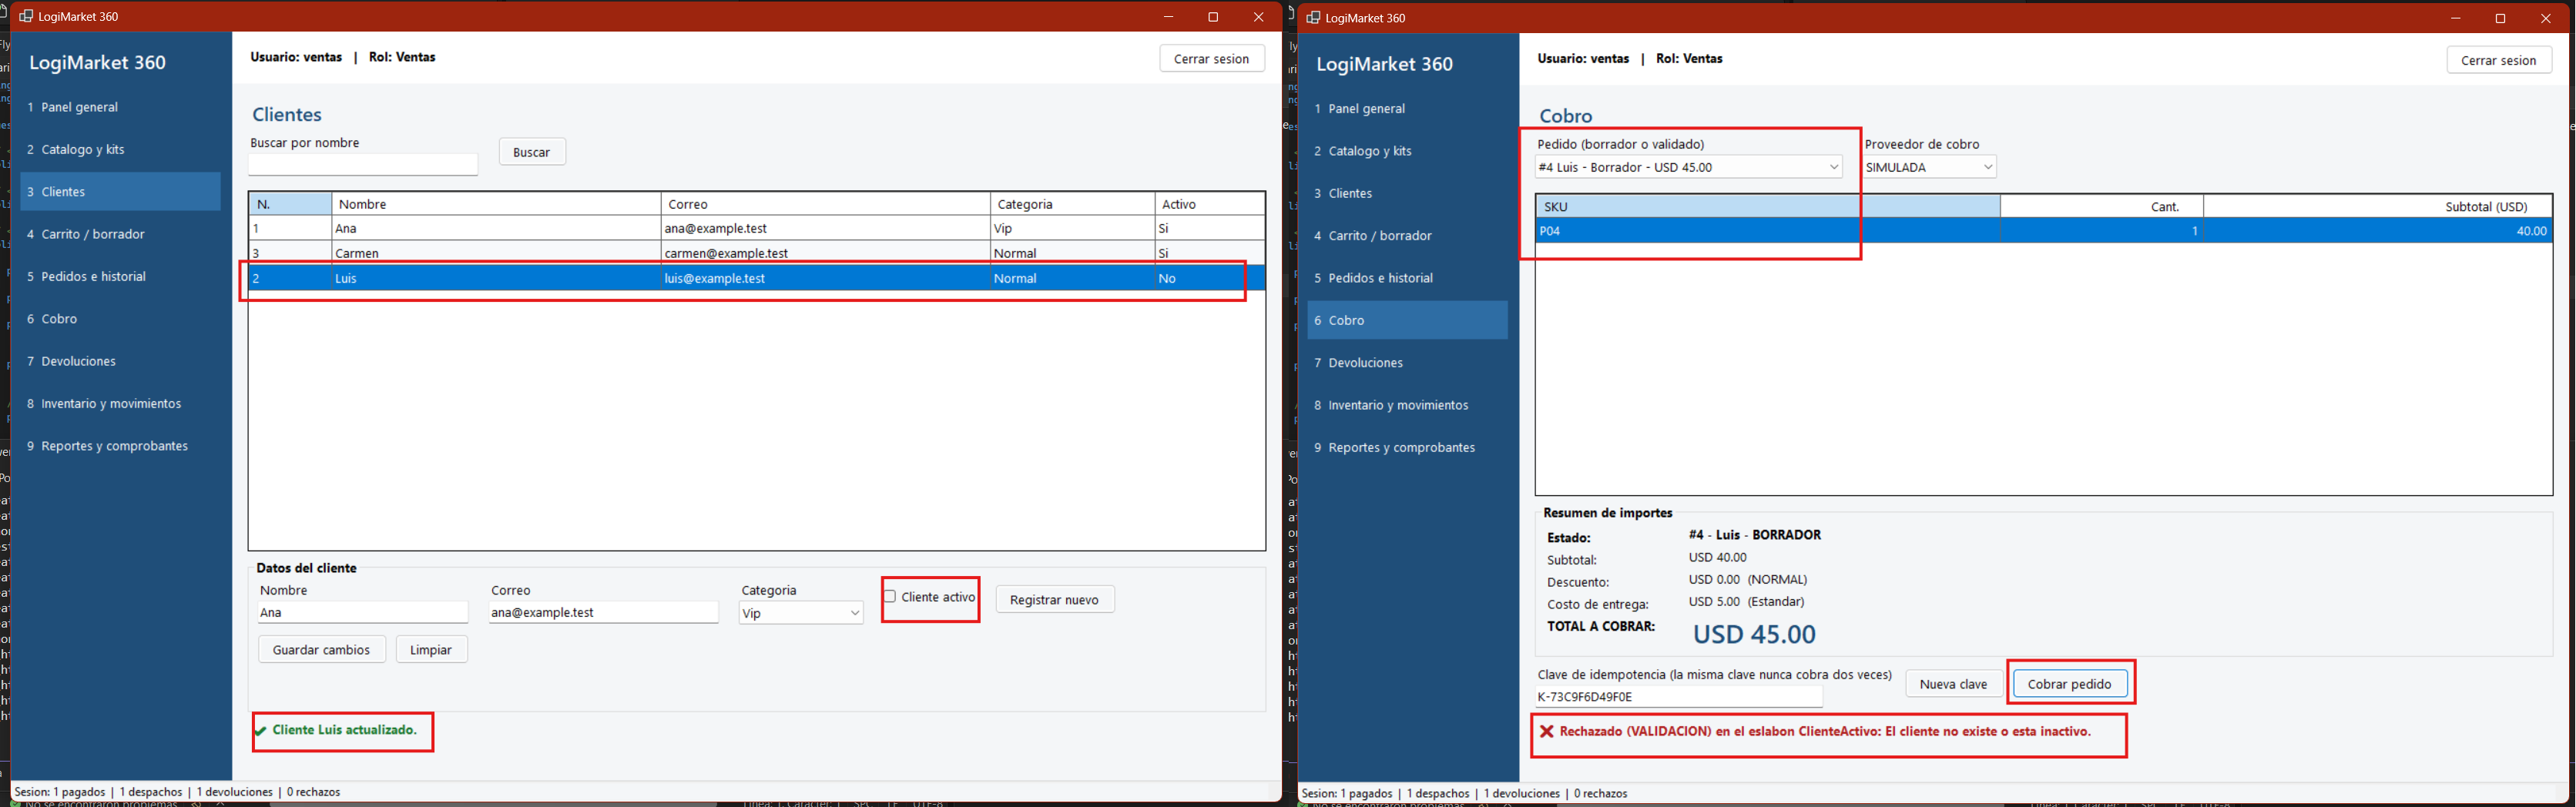 LogiMarket 360
LogiMarket 360
Usuario: ventas | Rol: Ventas
Cerrar sesion
1 Panel general
2 Catalogo y kits
3 Clientes
4 Carrito / borrador
5 Pedidos e historial
6 Cobro
7 Devoluciones
8 Inventario y movimientos
9 Reportes y comprobantes
Clientes
Buscar por nombre
Buscar
N. Nombre Correo Categoria Activo
1 Ana ana@example.test Vip Si
3 Carmen carmen@example.test Normal Si
2 Luis luis@example.test Normal No
Datos del cliente
Nombre Correo Categoria
Ana ana@example.test Vip Cliente activo Registrar nuevo
Guardar cambios Limpiar
✔ Cliente Luis actualizado.
Sesion: 1 pagados | 1 despachos | 1 devoluciones | 0 rechazos
LogiMarket 360
LogiMarket 360
Usuario: ventas | Rol: Ventas
Cerrar sesion
1 Panel general
2 Catalogo y kits
3 Clientes
4 Carrito / borrador
5 Pedidos e historial
6 Cobro
7 Devoluciones
8 Inventario y movimientos
9 Reportes y comprobantes
Cobro
Pedido (borrador o validado) Proveedor de cobro
#4 Luis - Borrador - USD 45.00 SIMULADA
SKU Cant. Subtotal (USD)
P04 1 40.00
Resumen de importes
Estado: #4 - Luis - BORRADOR
Subtotal: USD 40.00
Descuento: USD 0.00 (NORMAL)
Costo de entrega: USD 5.00 (Estandar)
TOTAL A COBRAR: USD 45.00
Clave de idempotencia (la misma clave nunca cobra dos veces)
K-73C9F6D49F0E Nueva clave Cobrar pedido
✖ Rechazado (VALIDACION) en el eslabon ClienteActivo: El cliente no existe o esta inactivo.
Sesion: 1 pagados | 1 despachos | 1 devoluciones | 0 rechazos